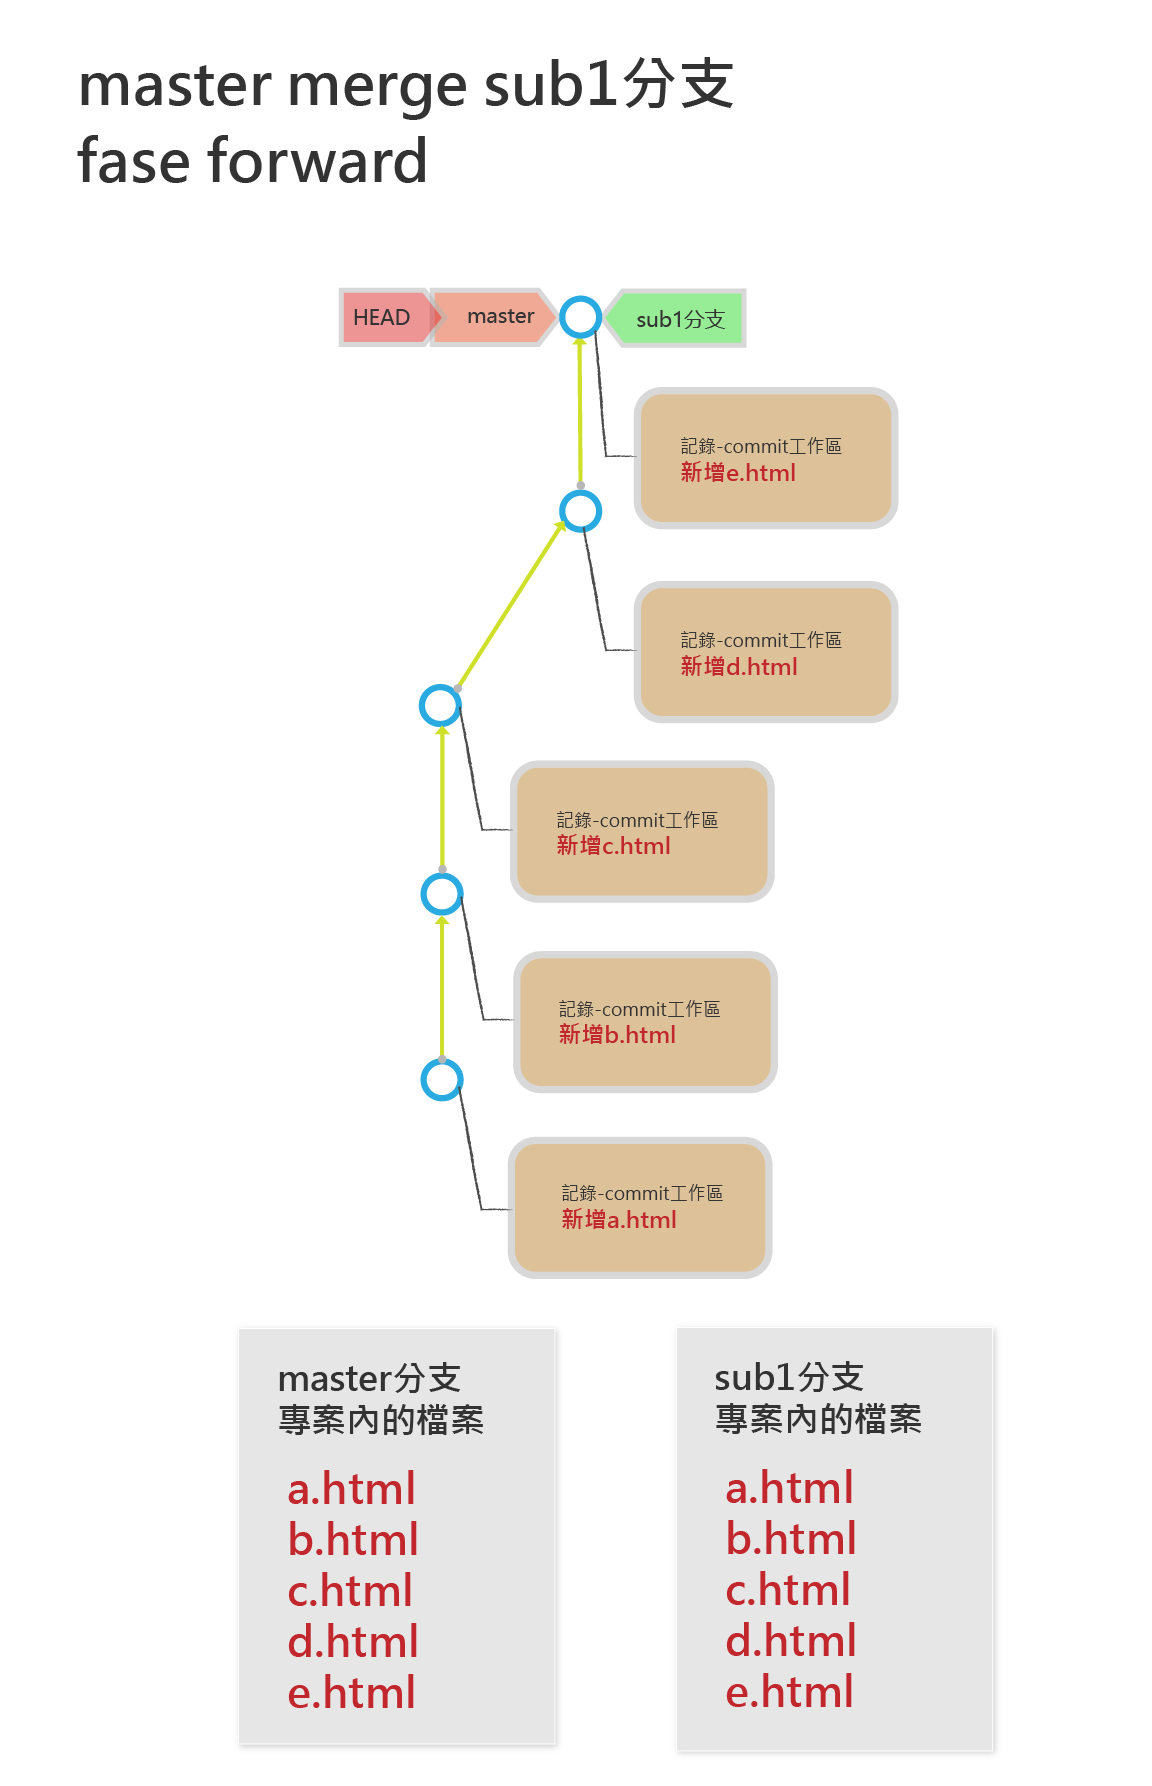 master merge sub1分支
fase forward
HEAD
master
sub1分支
記錄-commit工作區
新增e.html
記錄-commit工作區
新增d.html
記錄-commit工作區
新增c.html
記錄-commit工作區
新增b.html
記錄-commit工作區
新增a.html
master分支
專案內的檔案
a.html
b.html
c.html
d.html
e.html
sub1分支
專案內的檔案
a.html
b.html
c.html
d.html
e.html